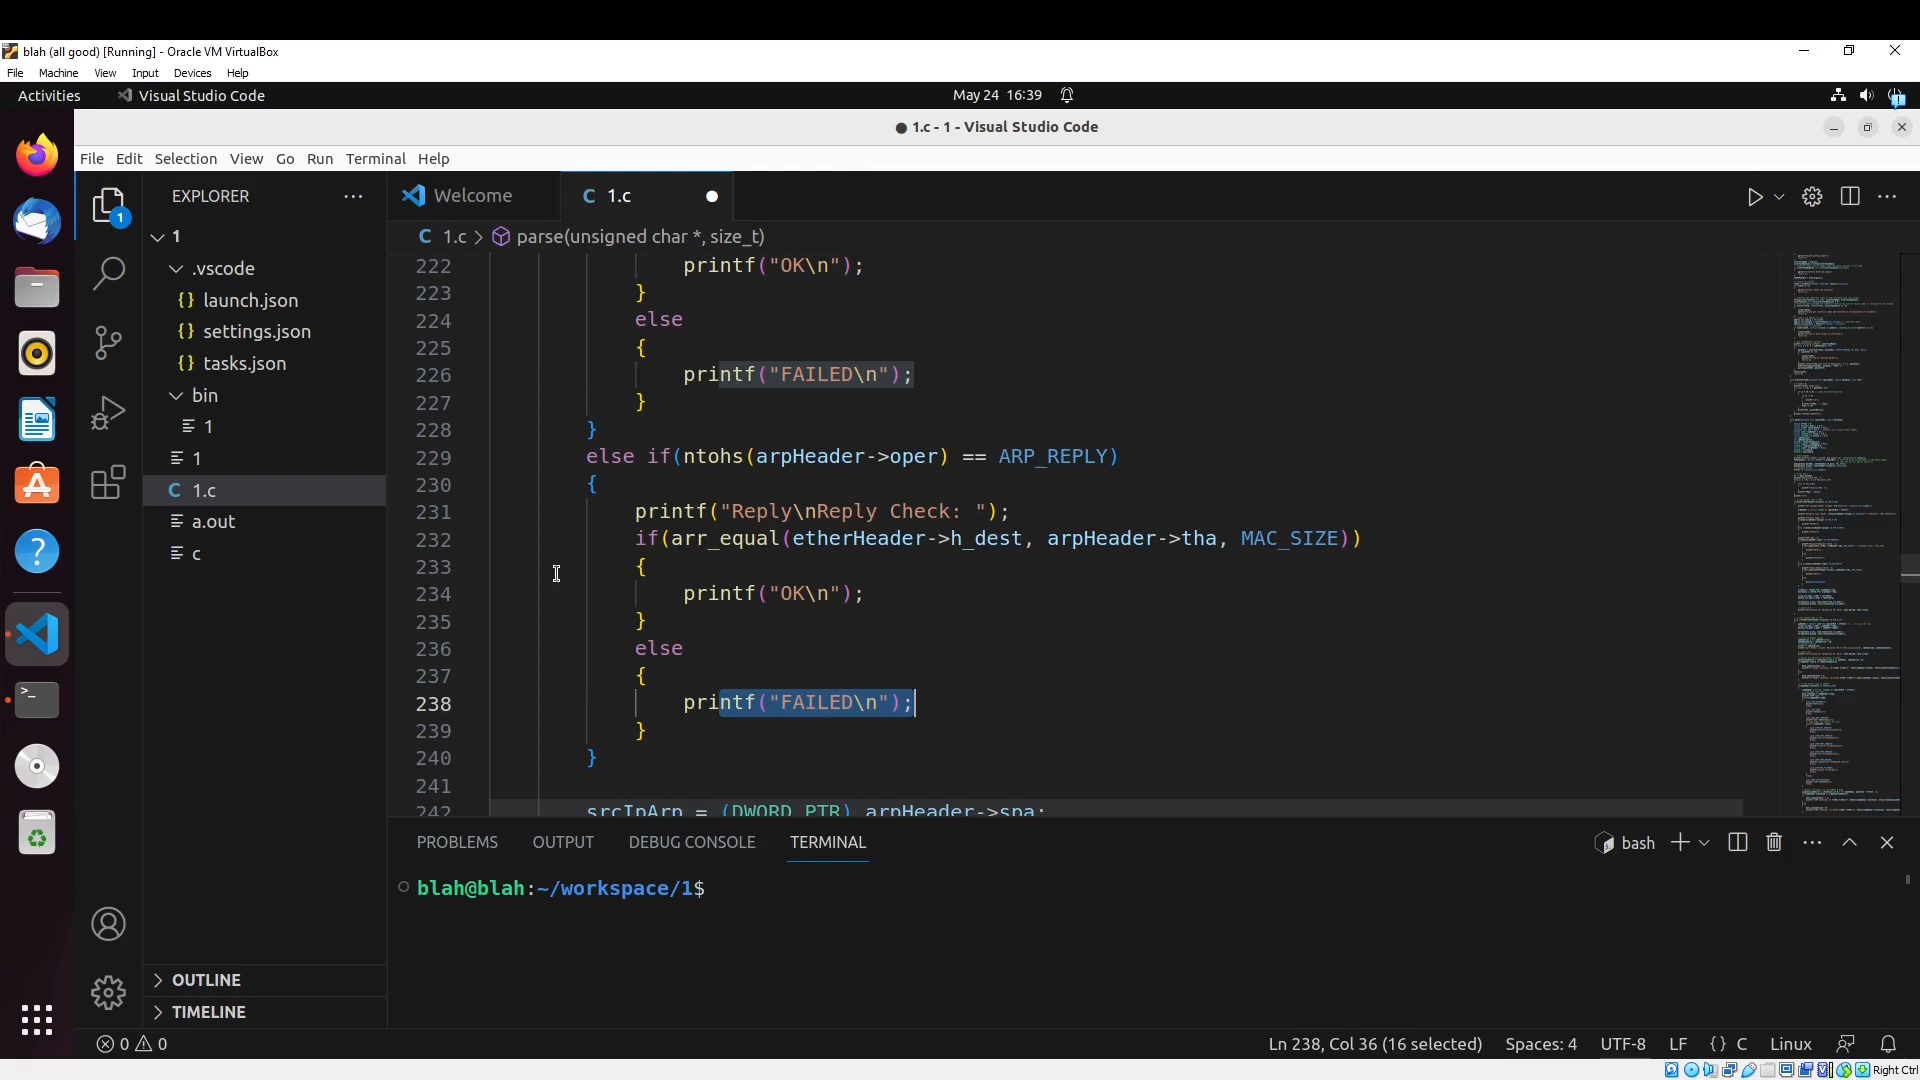 blah (all good) [Running] - Oracle VM VirtualBox
File Machine View Input Devices Help
Activities Visual Studio Code May 24 16:39
● 1.c - 1 - Visual Studio Code
File Edit Selection View Go Run Terminal Help
EXPLORER
1
.vscode
{} launch.json
{} settings.json
{} tasks.json
bin
1
1
C 1.c
a.out
c
OUTLINE
TIMELINE
1
Welcome C 1.c
C 1.c > parse(unsigned char *, size_t)
222 printf("OK\n");
223 }
224 else
225 {
226 printf("FAILED\n");
227 }
228 }
229 else if(ntohs(arpHeader->oper) == ARP_REPLY)
230 {
231 printf("Reply\nReply Check: ");
232 if(arr_equal(etherHeader->h_dest, arpHeader->tha, MAC_SIZE))
233 {
234 printf("OK\n");
235 }
236 else
237 {
238 printf("FAILED\n");
239 }
240 }
241
242 srcIpArp = (DWORD_PTR) arpHeader->spa;
PROBLEMS OUTPUT DEBUG CONSOLE TERMINAL bash
blah@blah:~/workspace/1$
0 0 Ln 238, Col 36 (16 selected) Spaces: 4 UTF-8 LF {} C Linux
Right Ctrl